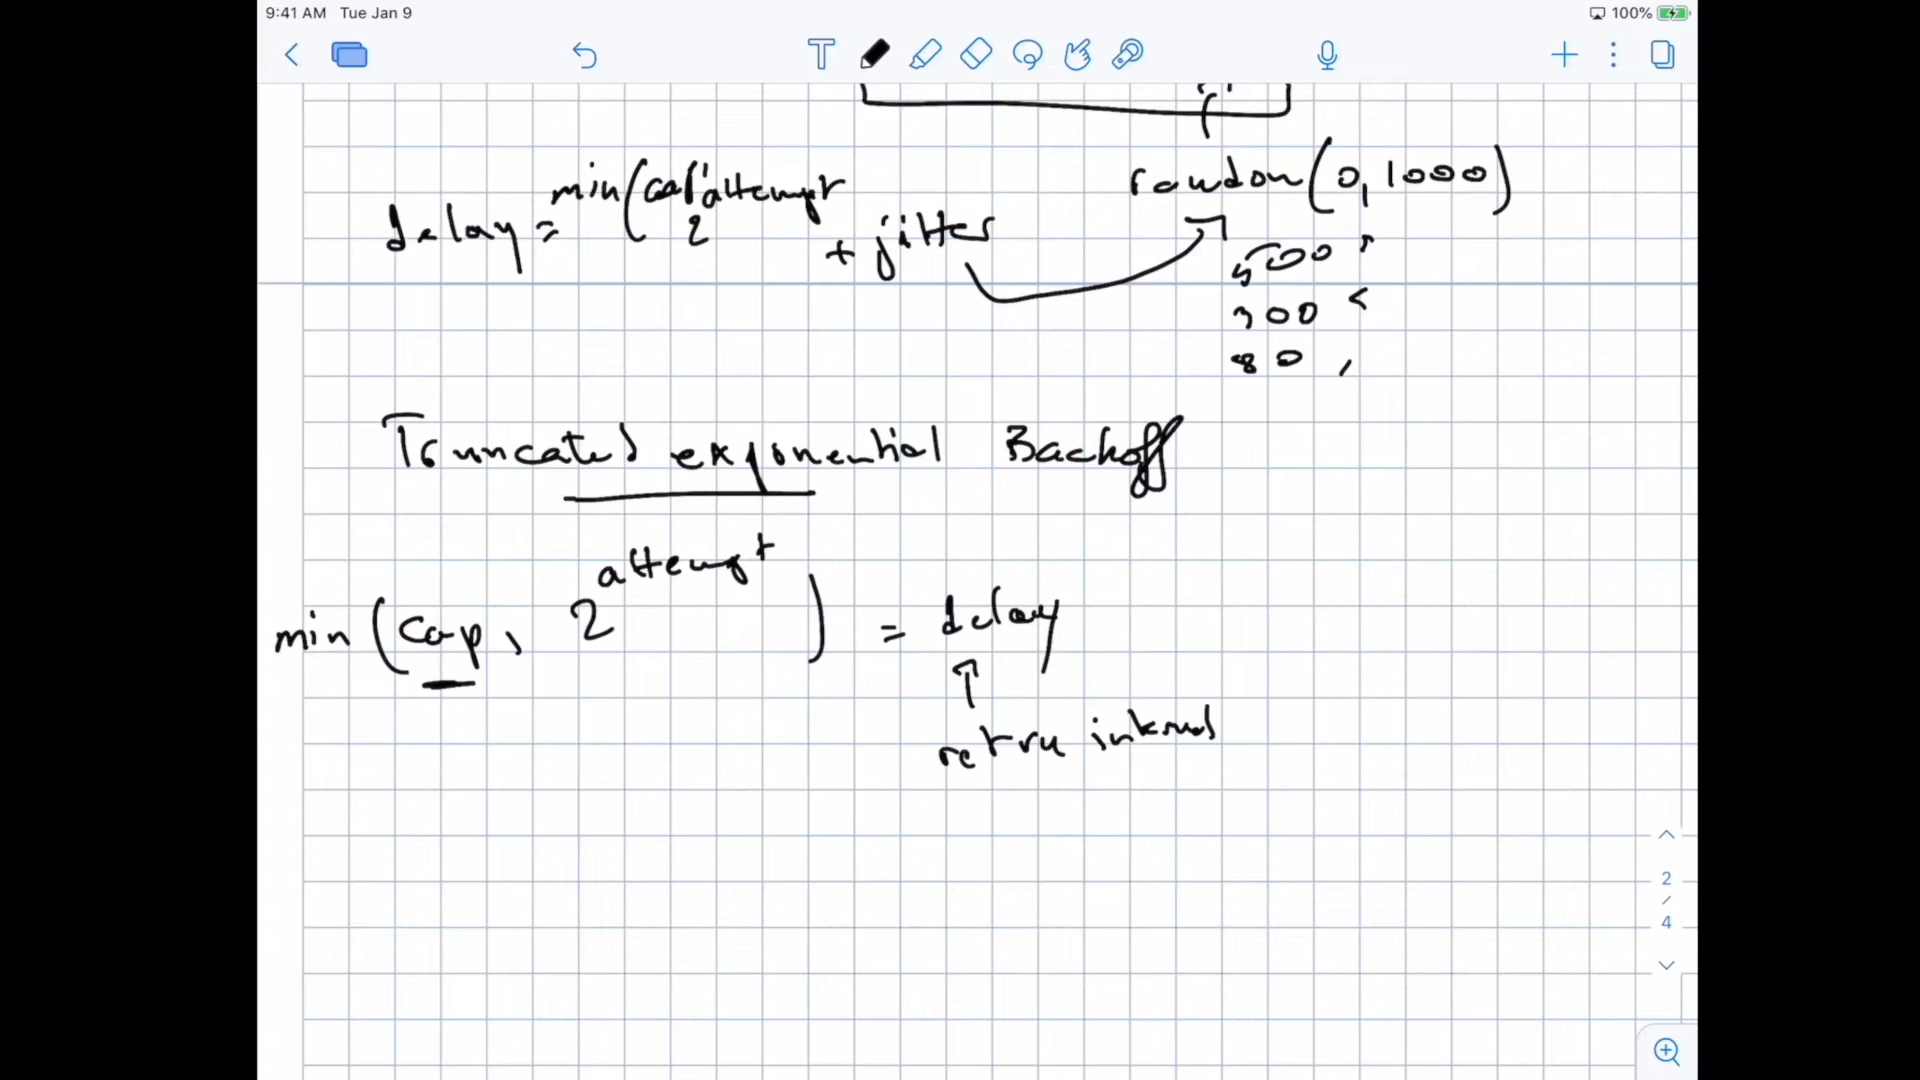 9:41 AM Tue Jan 9
100%
random(0,1000)
delay = min(cap, 2^attempt + jitter
500,
300
80,
Truncated exponential Backoff
min(cap, 2^attempt) = delay
retry interval
2
/
4